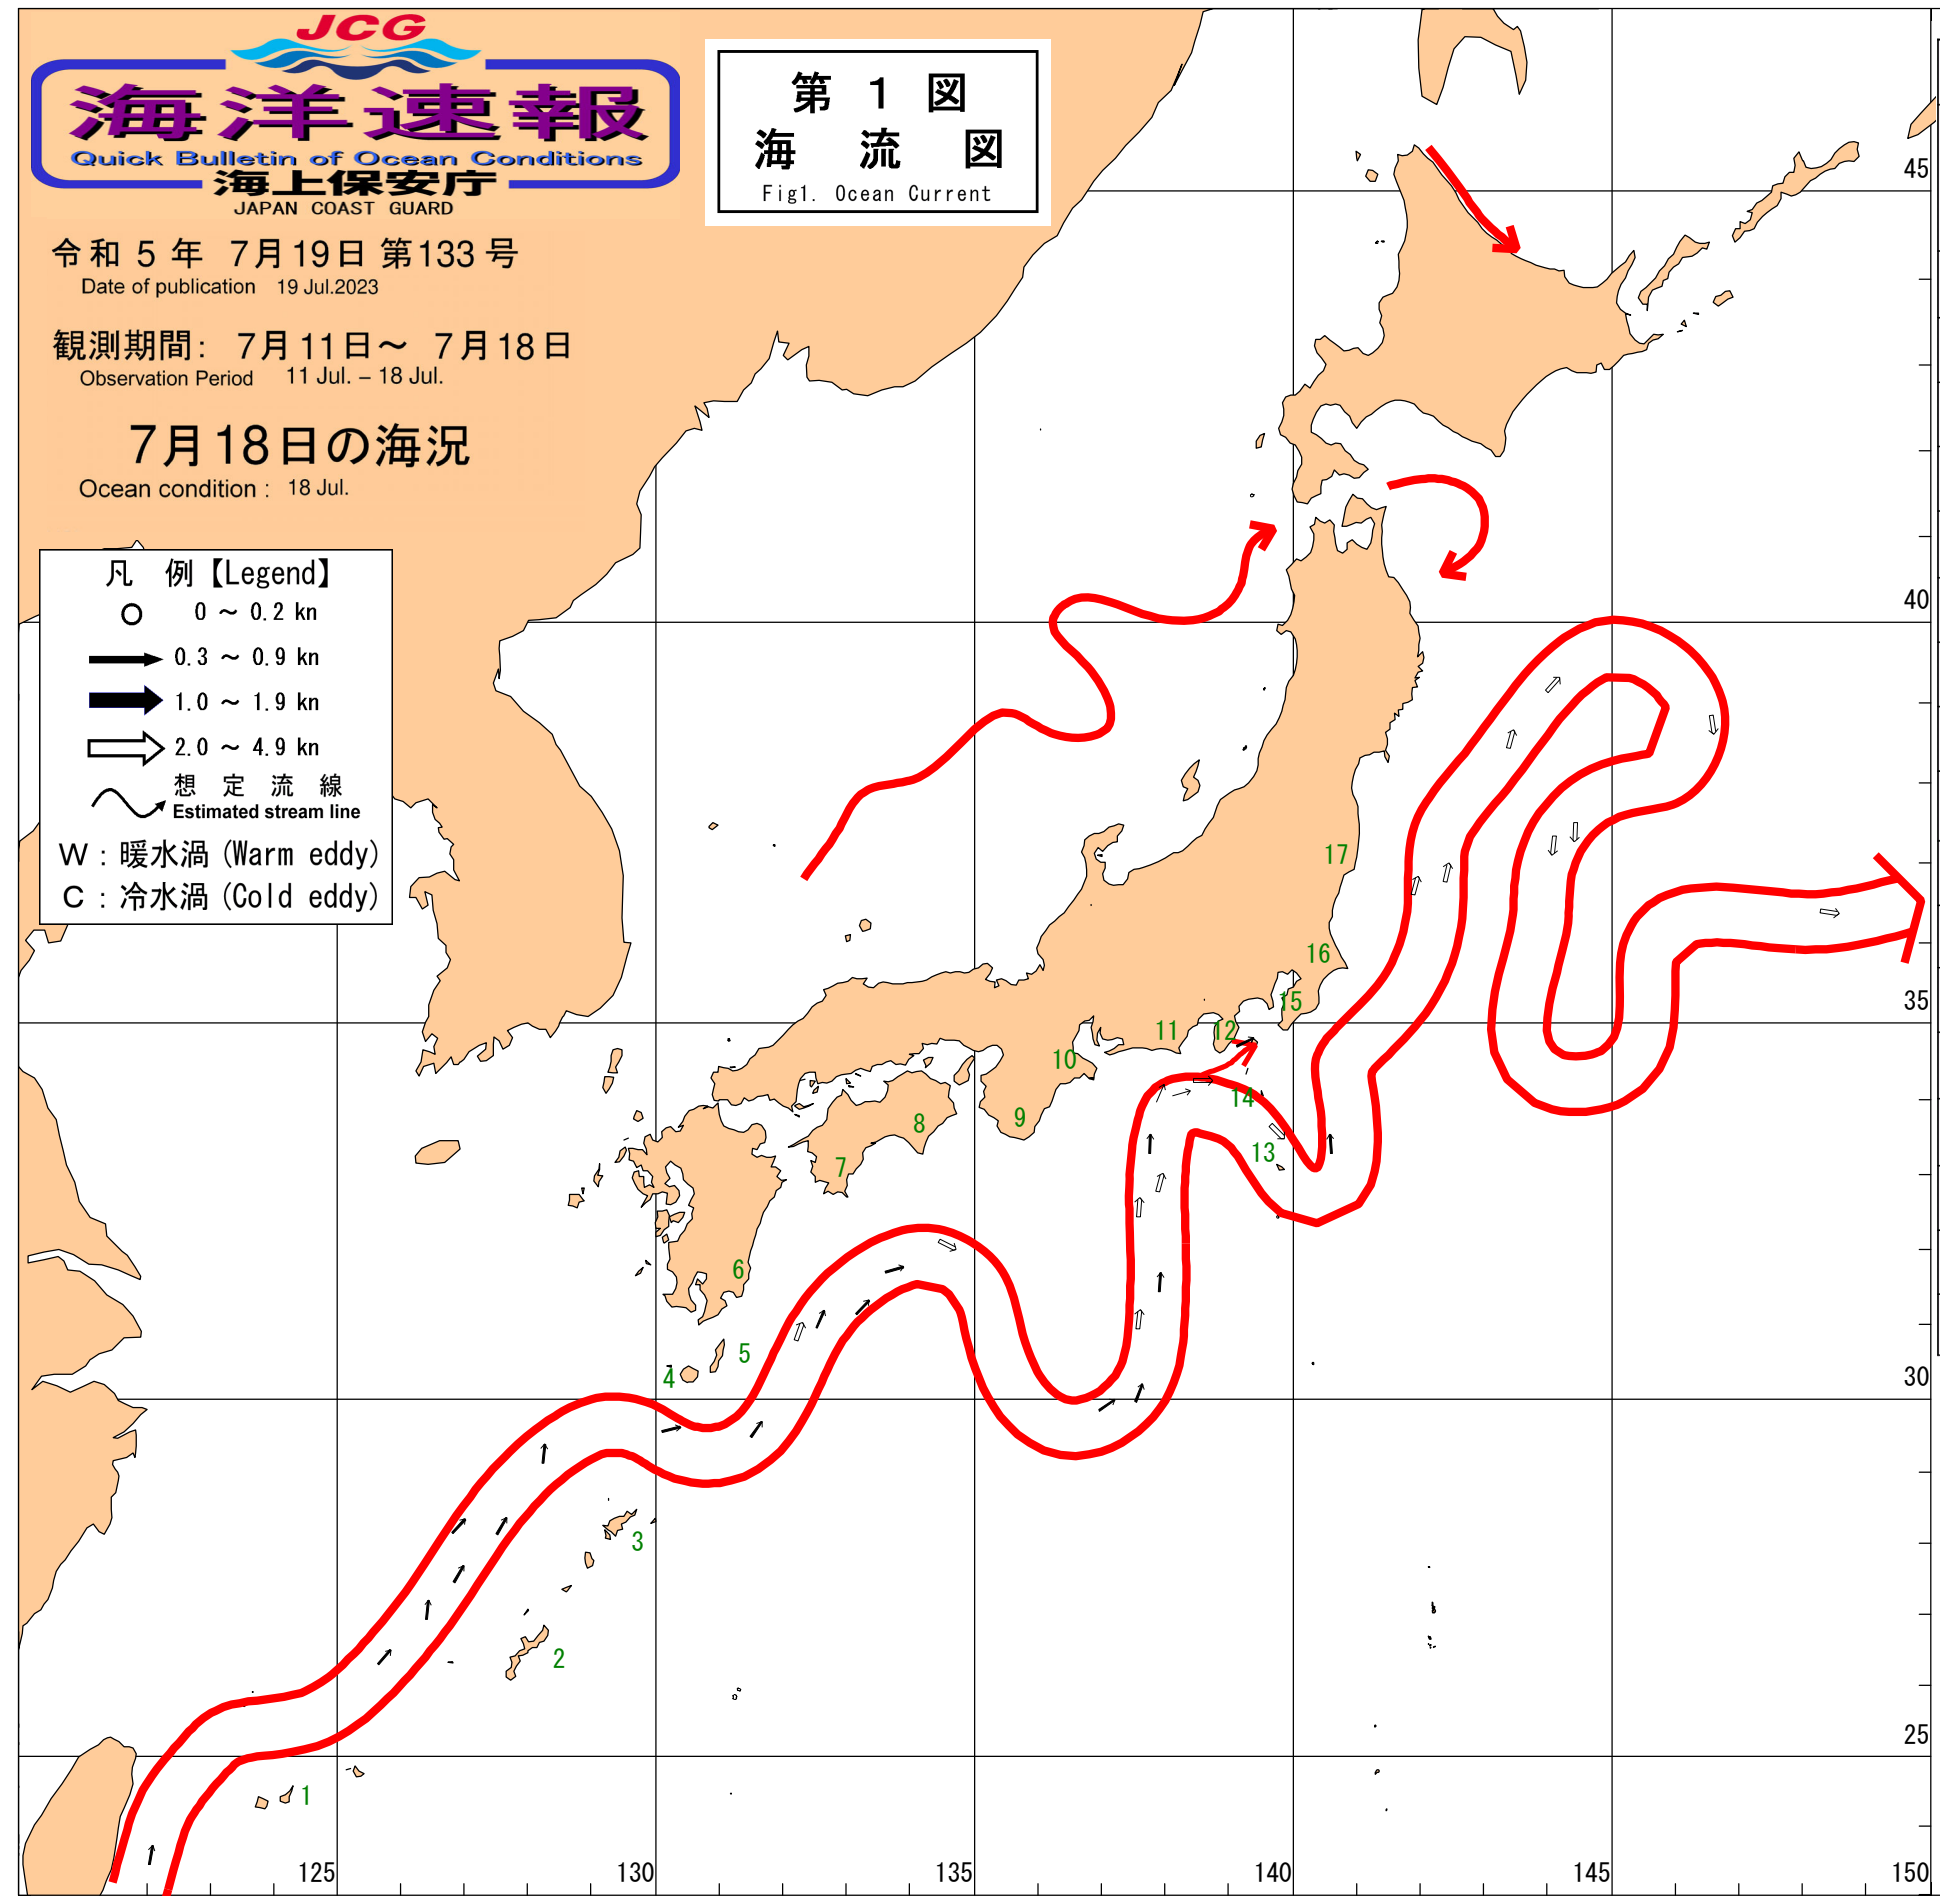 JCG
海洋速報
Quick Bulletin of Ocean Conditions
海上保安庁
JAPAN COAST GUARD
第 1 図
海 流 図
Fig1. Ocean Current
令和 5 年 7月19日 第133 号
Date of publication 19 Jul.2023
観測期間: 7月11日～ 7月18日
Observation Period 11 Jul. – 18 Jul.
7月18日の海況
Ocean condition : 18 Jul.
凡 例【Legend】
0 ～ 0.2 kn
0.3 ～ 0.9 kn
1.0 ～ 1.9 kn
2.0 ～ 4.9 kn
想 定 流 線
Estimated stream line
W : 暖水渦 (Warm eddy)
C : 冷水渦 (Cold eddy)
45
40
17
16
35
15
12
11
10
14
9
8
13
7
6
5
4
30
3
2
25
1
125
130
135
140
145
150